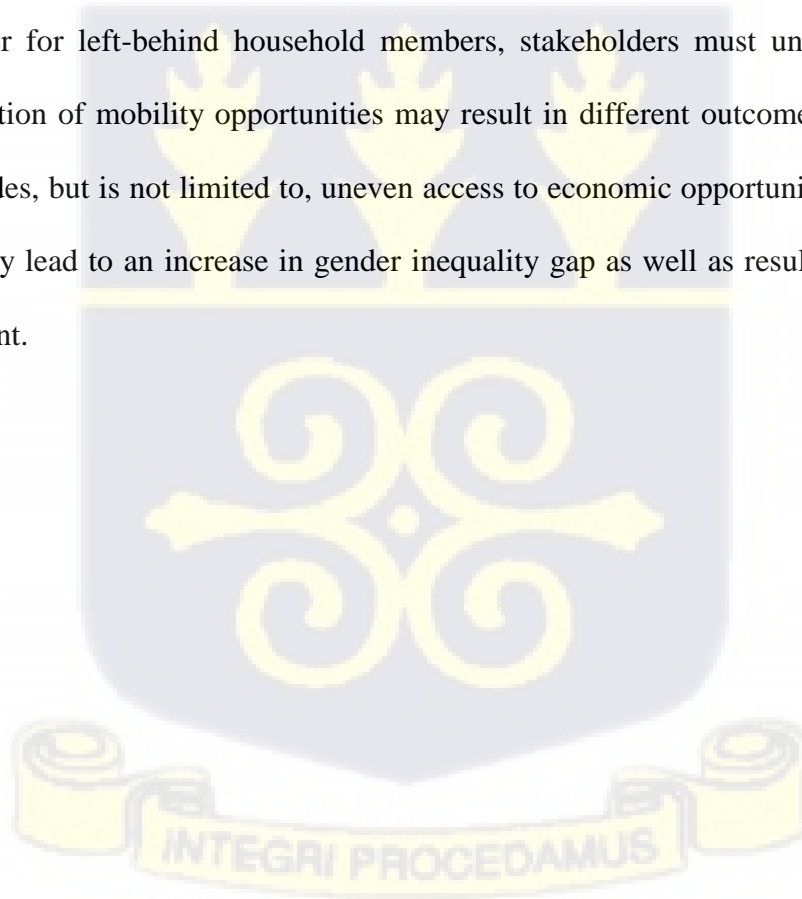 er for left-behind household members, stakeholders must un
tion of mobility opportunities may result in different outcome
des, but is not limited to, uneven access to economic opportuni
y lead to an increase in gender inequality gap as well as resul
nt.
INTEGRI PROCEDAMUS